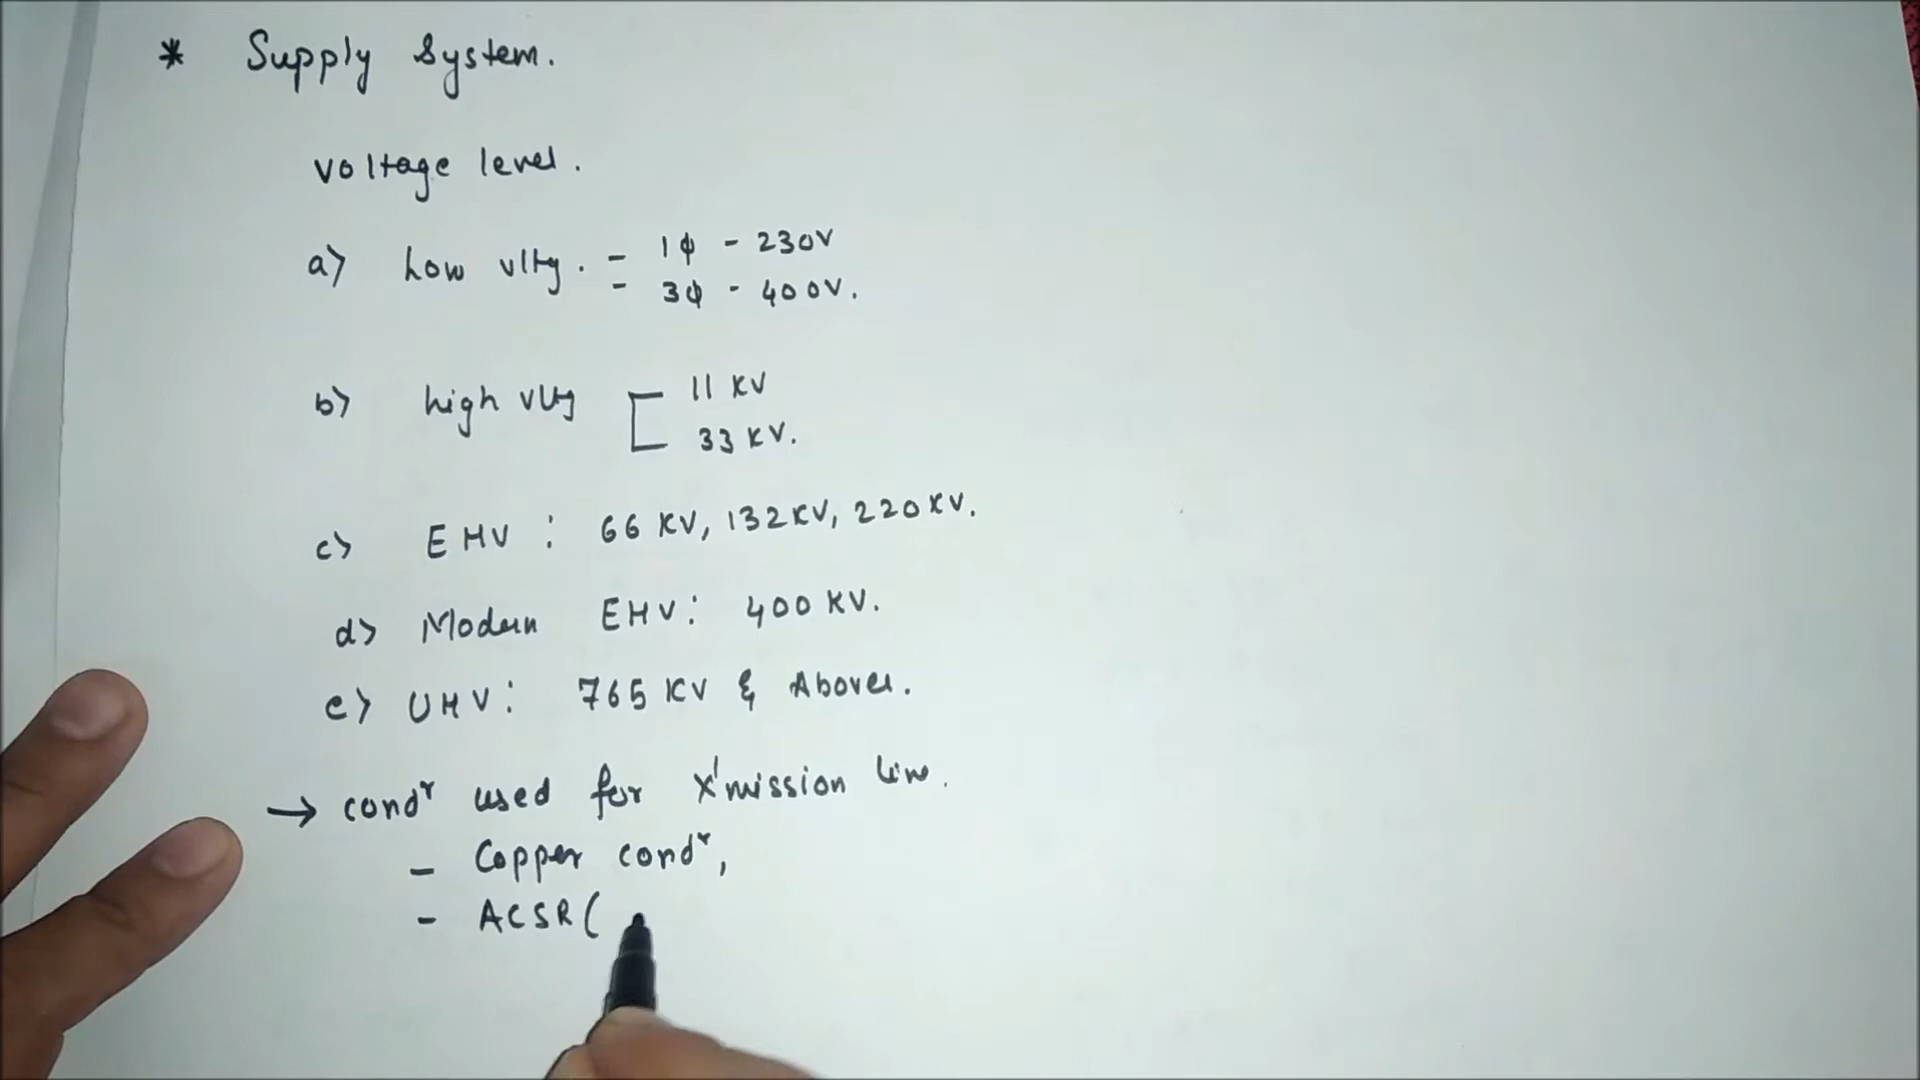 * Supply System.
Voltage level.
a) Low vltg. - 1ϕ - 230V
- 3ϕ - 400V.
b) high vltg [ 11 KV
33 KV.
c) EHV : 66 KV, 132KV, 220KV.
d) Modern EHV: 400 KV.
e) UHV: 765 KV & Above.
→ condr used for x'mission line.
- Copper condr,
- ACSR (